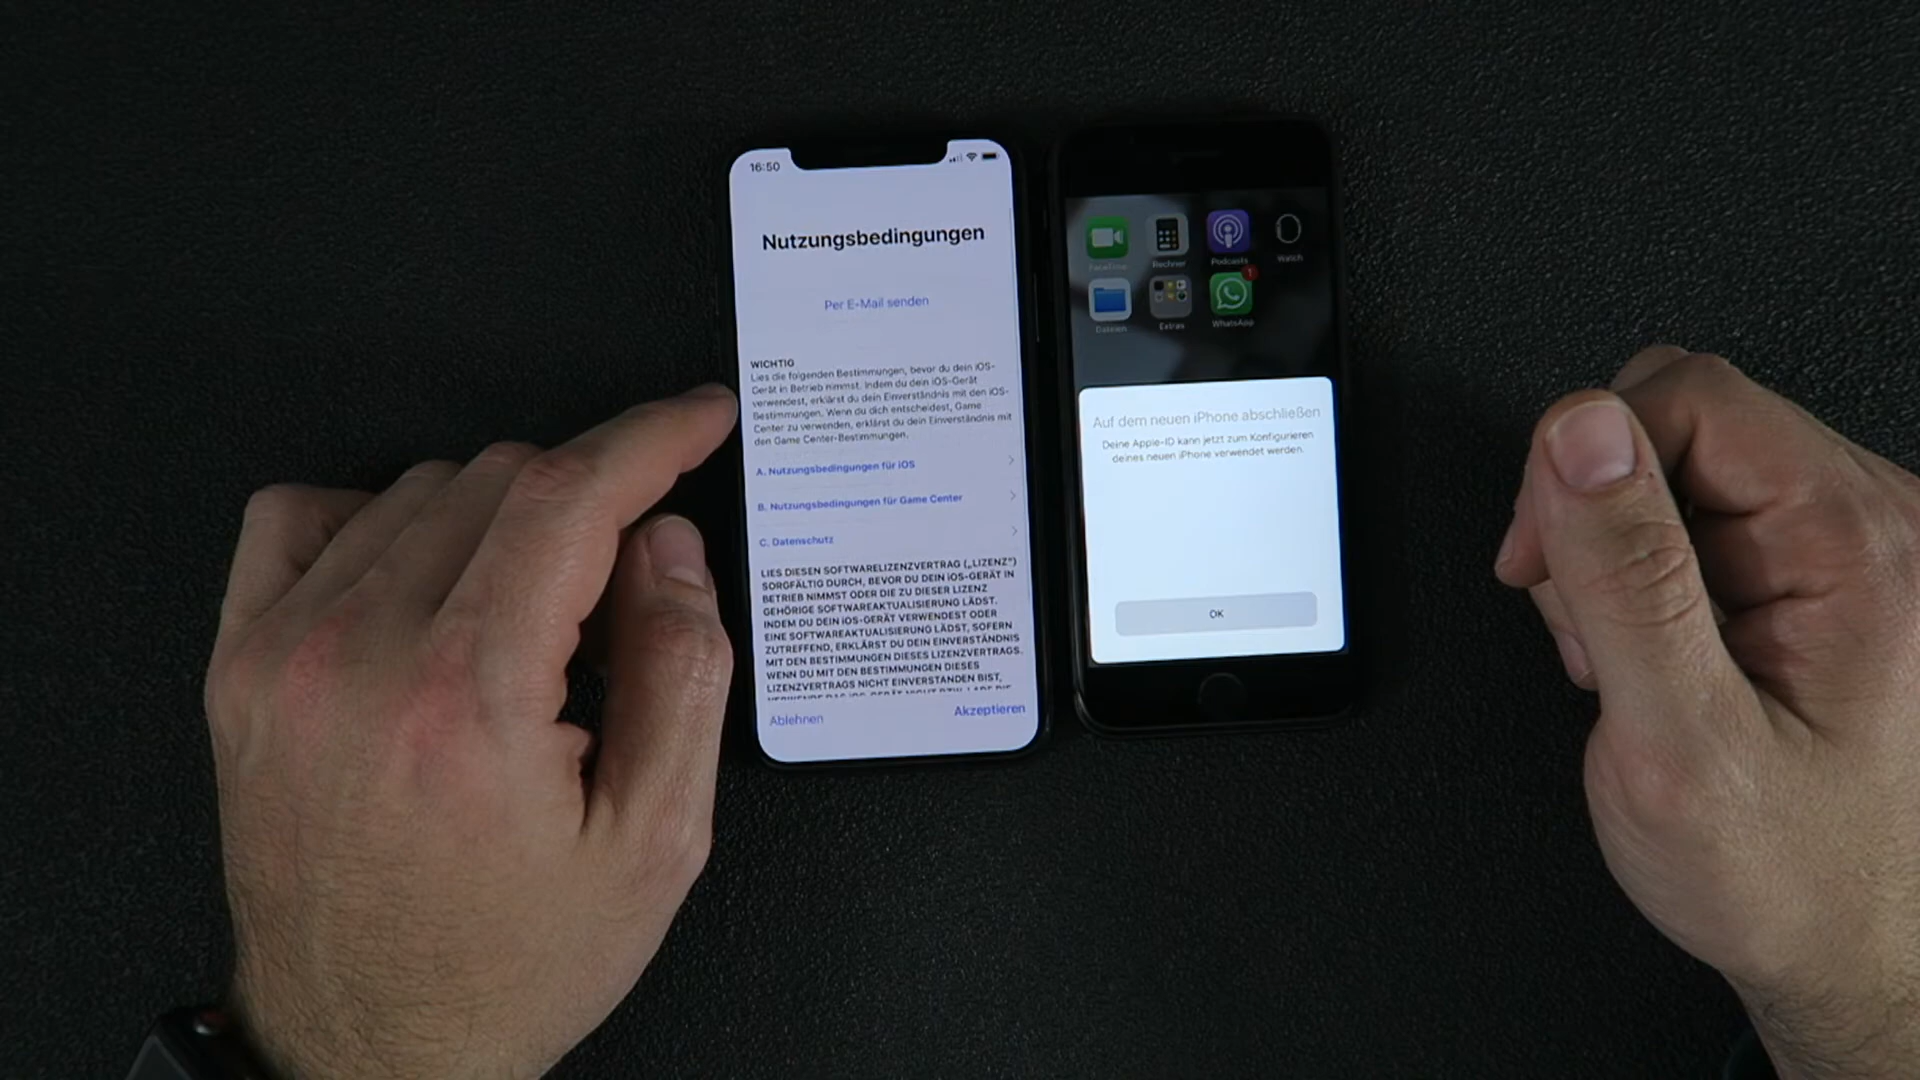 16:50
Nutzungsbedingungen
Per E-Mail senden
WICHTIG
Lies die folgenden Bestimmungen, bevor du dein iOS-
Gerät in Betrieb nimmst. Indem du dein iOS-Gerät
verwendest, erklärst du dein Einverständnis mit den iOS-
Bestimmungen. Wenn du dich entscheidest, Game
Center zu verwenden, erklärst du dein Einverständnis mit
den Game Center-Bestimmungen.
A. Nutzungsbedingungen für iOS
B. Nutzungsbedingungen für Game Center
C. Datenschutz
LIES DIESEN SOFTWARELIZENZVERTRAG („LIZENZ“)
SORGFÄLTIG DURCH, BEVOR DU DEIN iOS-GERÄT IN
BETRIEB NIMMST ODER DIE ZU DIESER LIZENZ
GEHÖRIGE SOFTWAREAKTUALISIERUNG LÄDST.
INDEM DU DEIN iOS-GERÄT VERWENDEST ODER
EINE SOFTWAREAKTUALISIERUNG LÄDST, SOFERN
ZUTREFFEND, ERKLÄRST DU DEIN EINVERSTÄNDNIS
MIT DEN BESTIMMUNGEN DIESES LIZENZVERTRAGS.
WENN DU MIT DEN BESTIMMUNGEN DIESES
LIZENZVERTRAGS NICHT EINVERSTANDEN BIST,
Ablehnen
Akzeptieren
FaceTime
Rechner
Podcasts
Watch
1
Dateien
Extras
WhatsApp
Auf dem neuen iPhone abschließen
Deine Apple-ID kann jetzt zum Konfigurieren
deines neuen iPhone verwendet werden.
OK